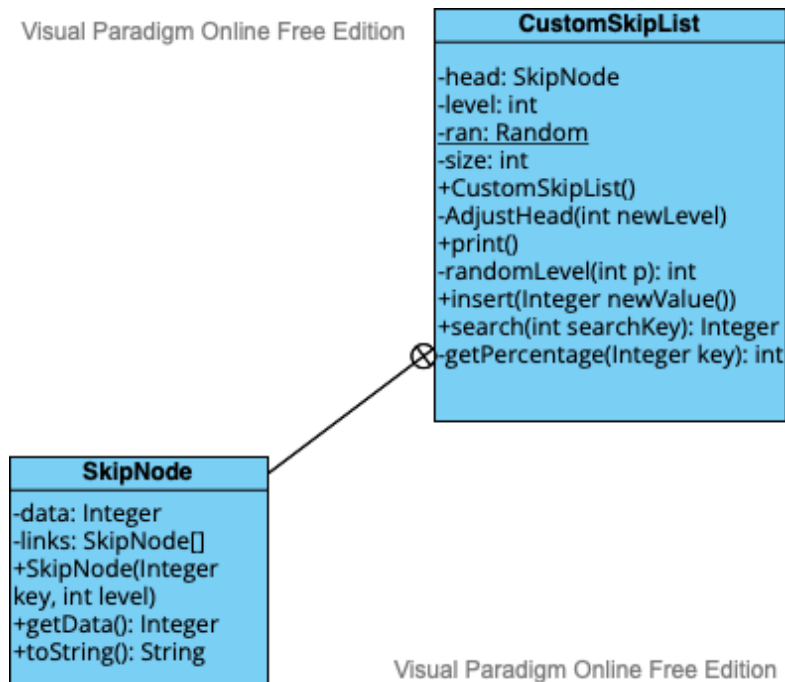 Visual Paradigm Online Free Edition
CustomSkipList
-head: SkipNode
-level: int
-ran: Random
-size: int
+CustomSkipList()
-AdjustHead(int newLevel)
+print()
-randomLevel(int p): int
+insert(Integer newValue())
+search(int searchKey): Integer
-getPercentage(Integer key): int
SkipNode
-data: Integer
-links: SkipNode[]
+SkipNode(Integer
key, int level)
+getData(): Integer
+toString(): String
Visual Paradigm Online Free Edition